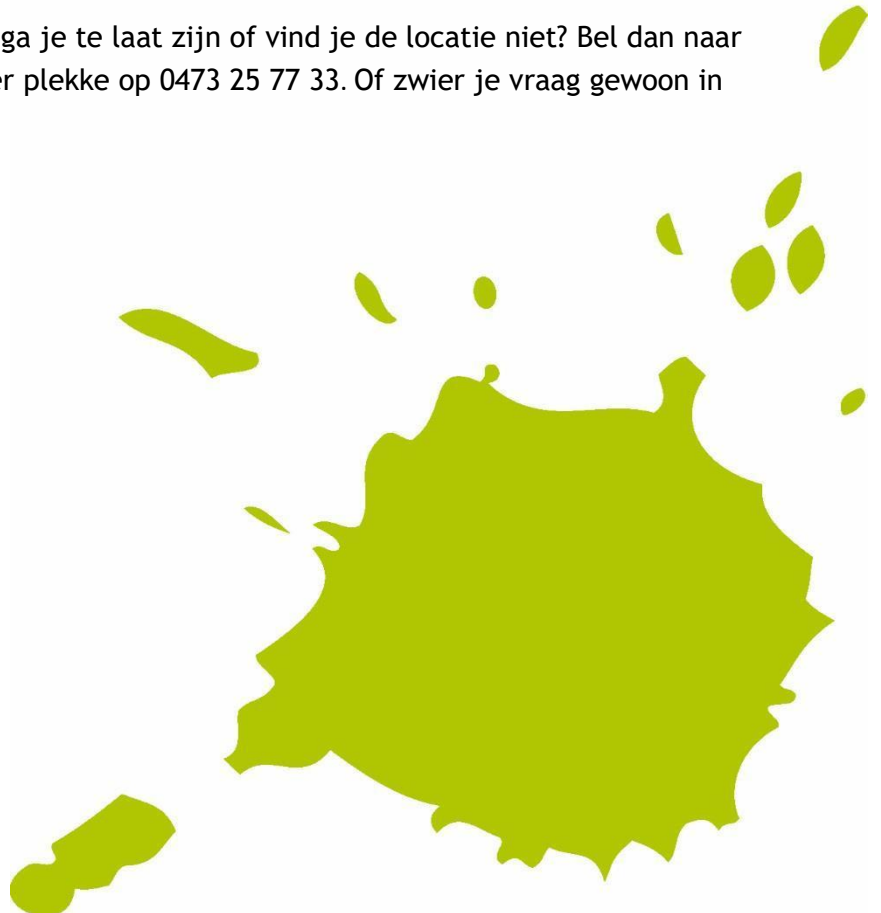 ga je te laat zijn of vind je de locatie niet? Bel dan naar
plekke op 0473 25 77 33. Of zwier je vraag gewoon in